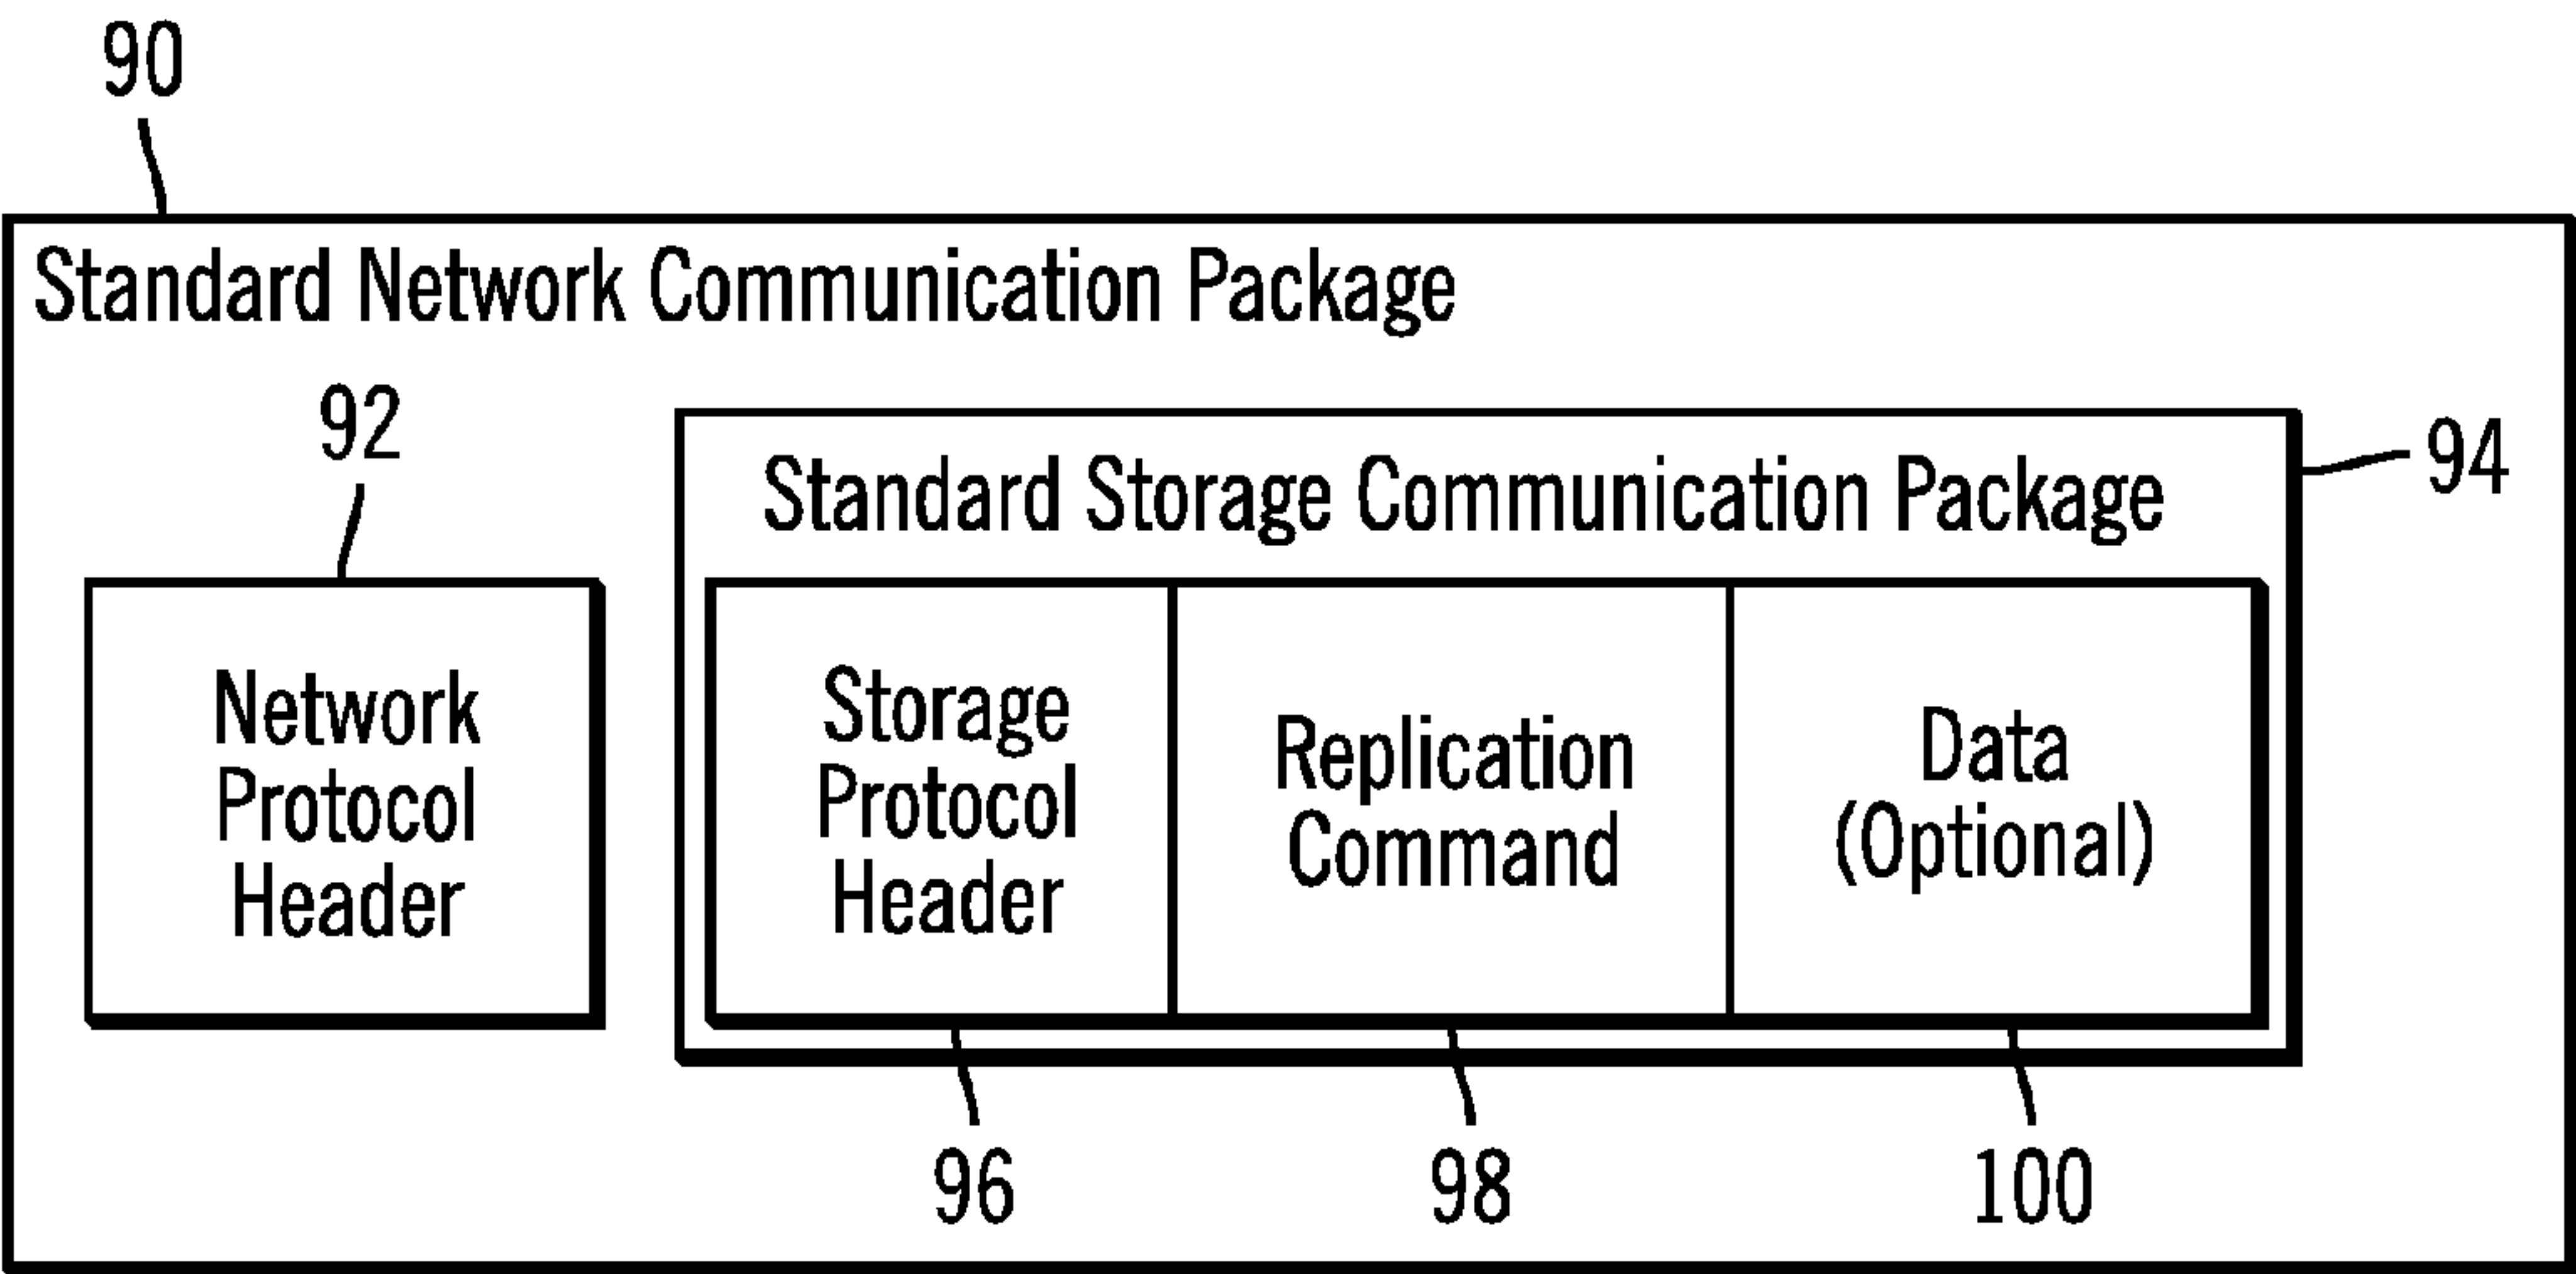 90
Standard Network Communication Package
92
94
Standard Storage Communication Package
Network
Protocol
Header
Storage
Protocol
Header
Replication
Command
Data
(Optional)
96
98
100